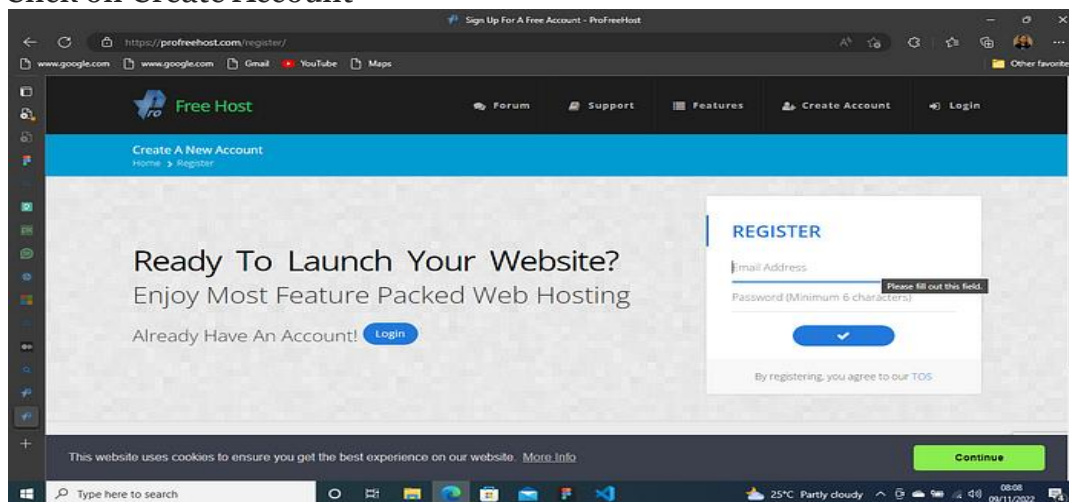 Click on Create Account
Sign Up For A Free Account - ProFreeHost
https://profreehost.com/register/
www.google.com www.google.com Gmail YouTube Maps Other favorite
Pro Free Host Forum Support Features Create Account Login
Create A New Account
Home > Register
REGISTER
Ready To Launch Your Website?
Email Address
Please fill out this field.
Enjoy Most Feature Packed Web Hosting
Password (Minimum 6 characters)
Already Have An Account! Login
By registering, you agree to our TOS
This website uses cookies to ensure you get the best experience on our website. More Info Continue
Type here to search 25°C Partly cloudy 08:08
09/11/2022